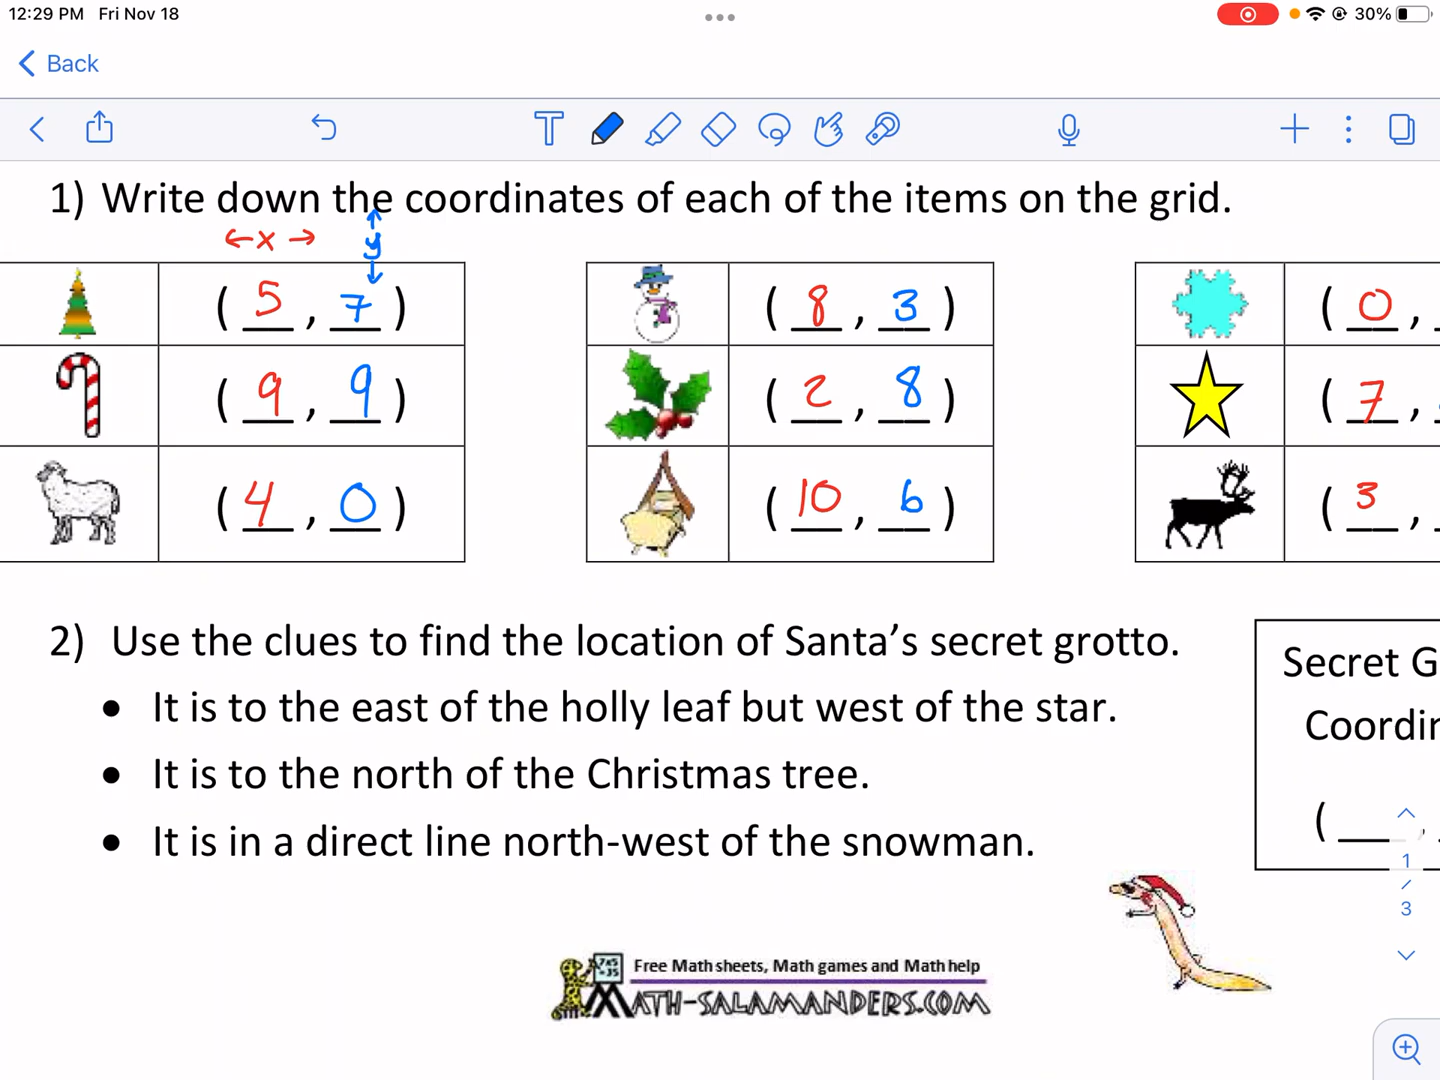 12:29 PM Fri Nov 18
30%
Back
T
1) Write down the coordinates of each of the items on the grid.
x y
( 5 , 7 ) ( 8 , 3 ) ( 0 ,
( 9 , 9 ) ( 2 , 8 ) ( 7 ,
( 4 , 0 ) ( 10 , 6 ) ( 3 ,
2) Use the clues to find the location of Santa's secret grotto.
• It is to the east of the holly leaf but west of the star.
• It is to the north of the Christmas tree.
• It is in a direct line north-west of the snowman.
Secret G
Coordin
( ___ ,
1
/
3
7x5
=35
Free Math sheets, Math games and Math help
MATH-SALAMANDERS.COM